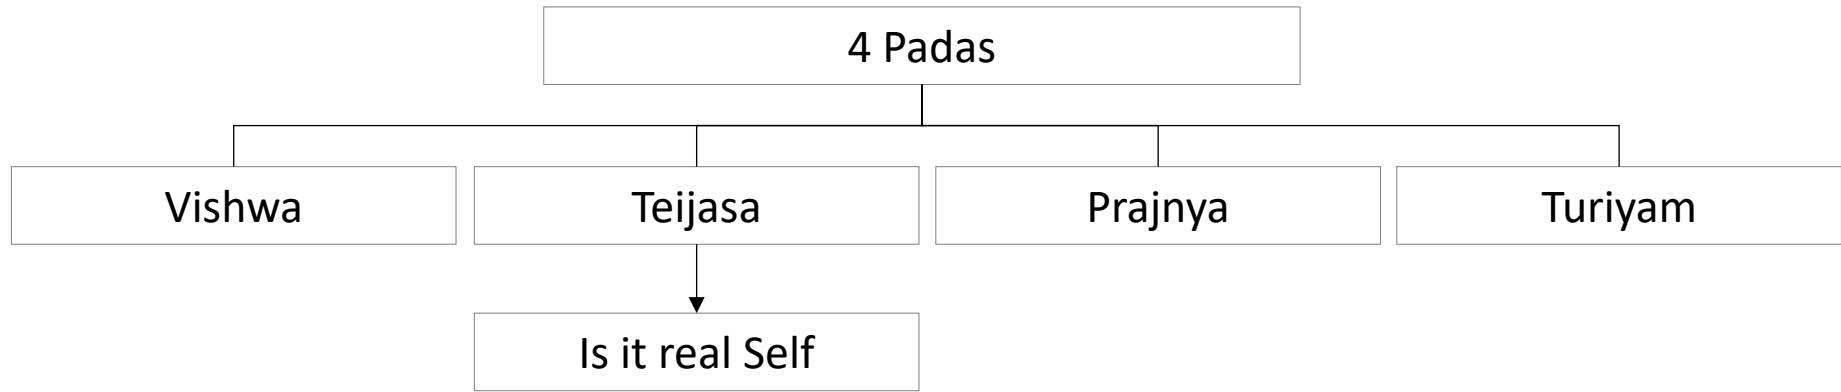 4 Padas
Vishwa
Teijasa
Prajnya
Turiyam
Is it real Self